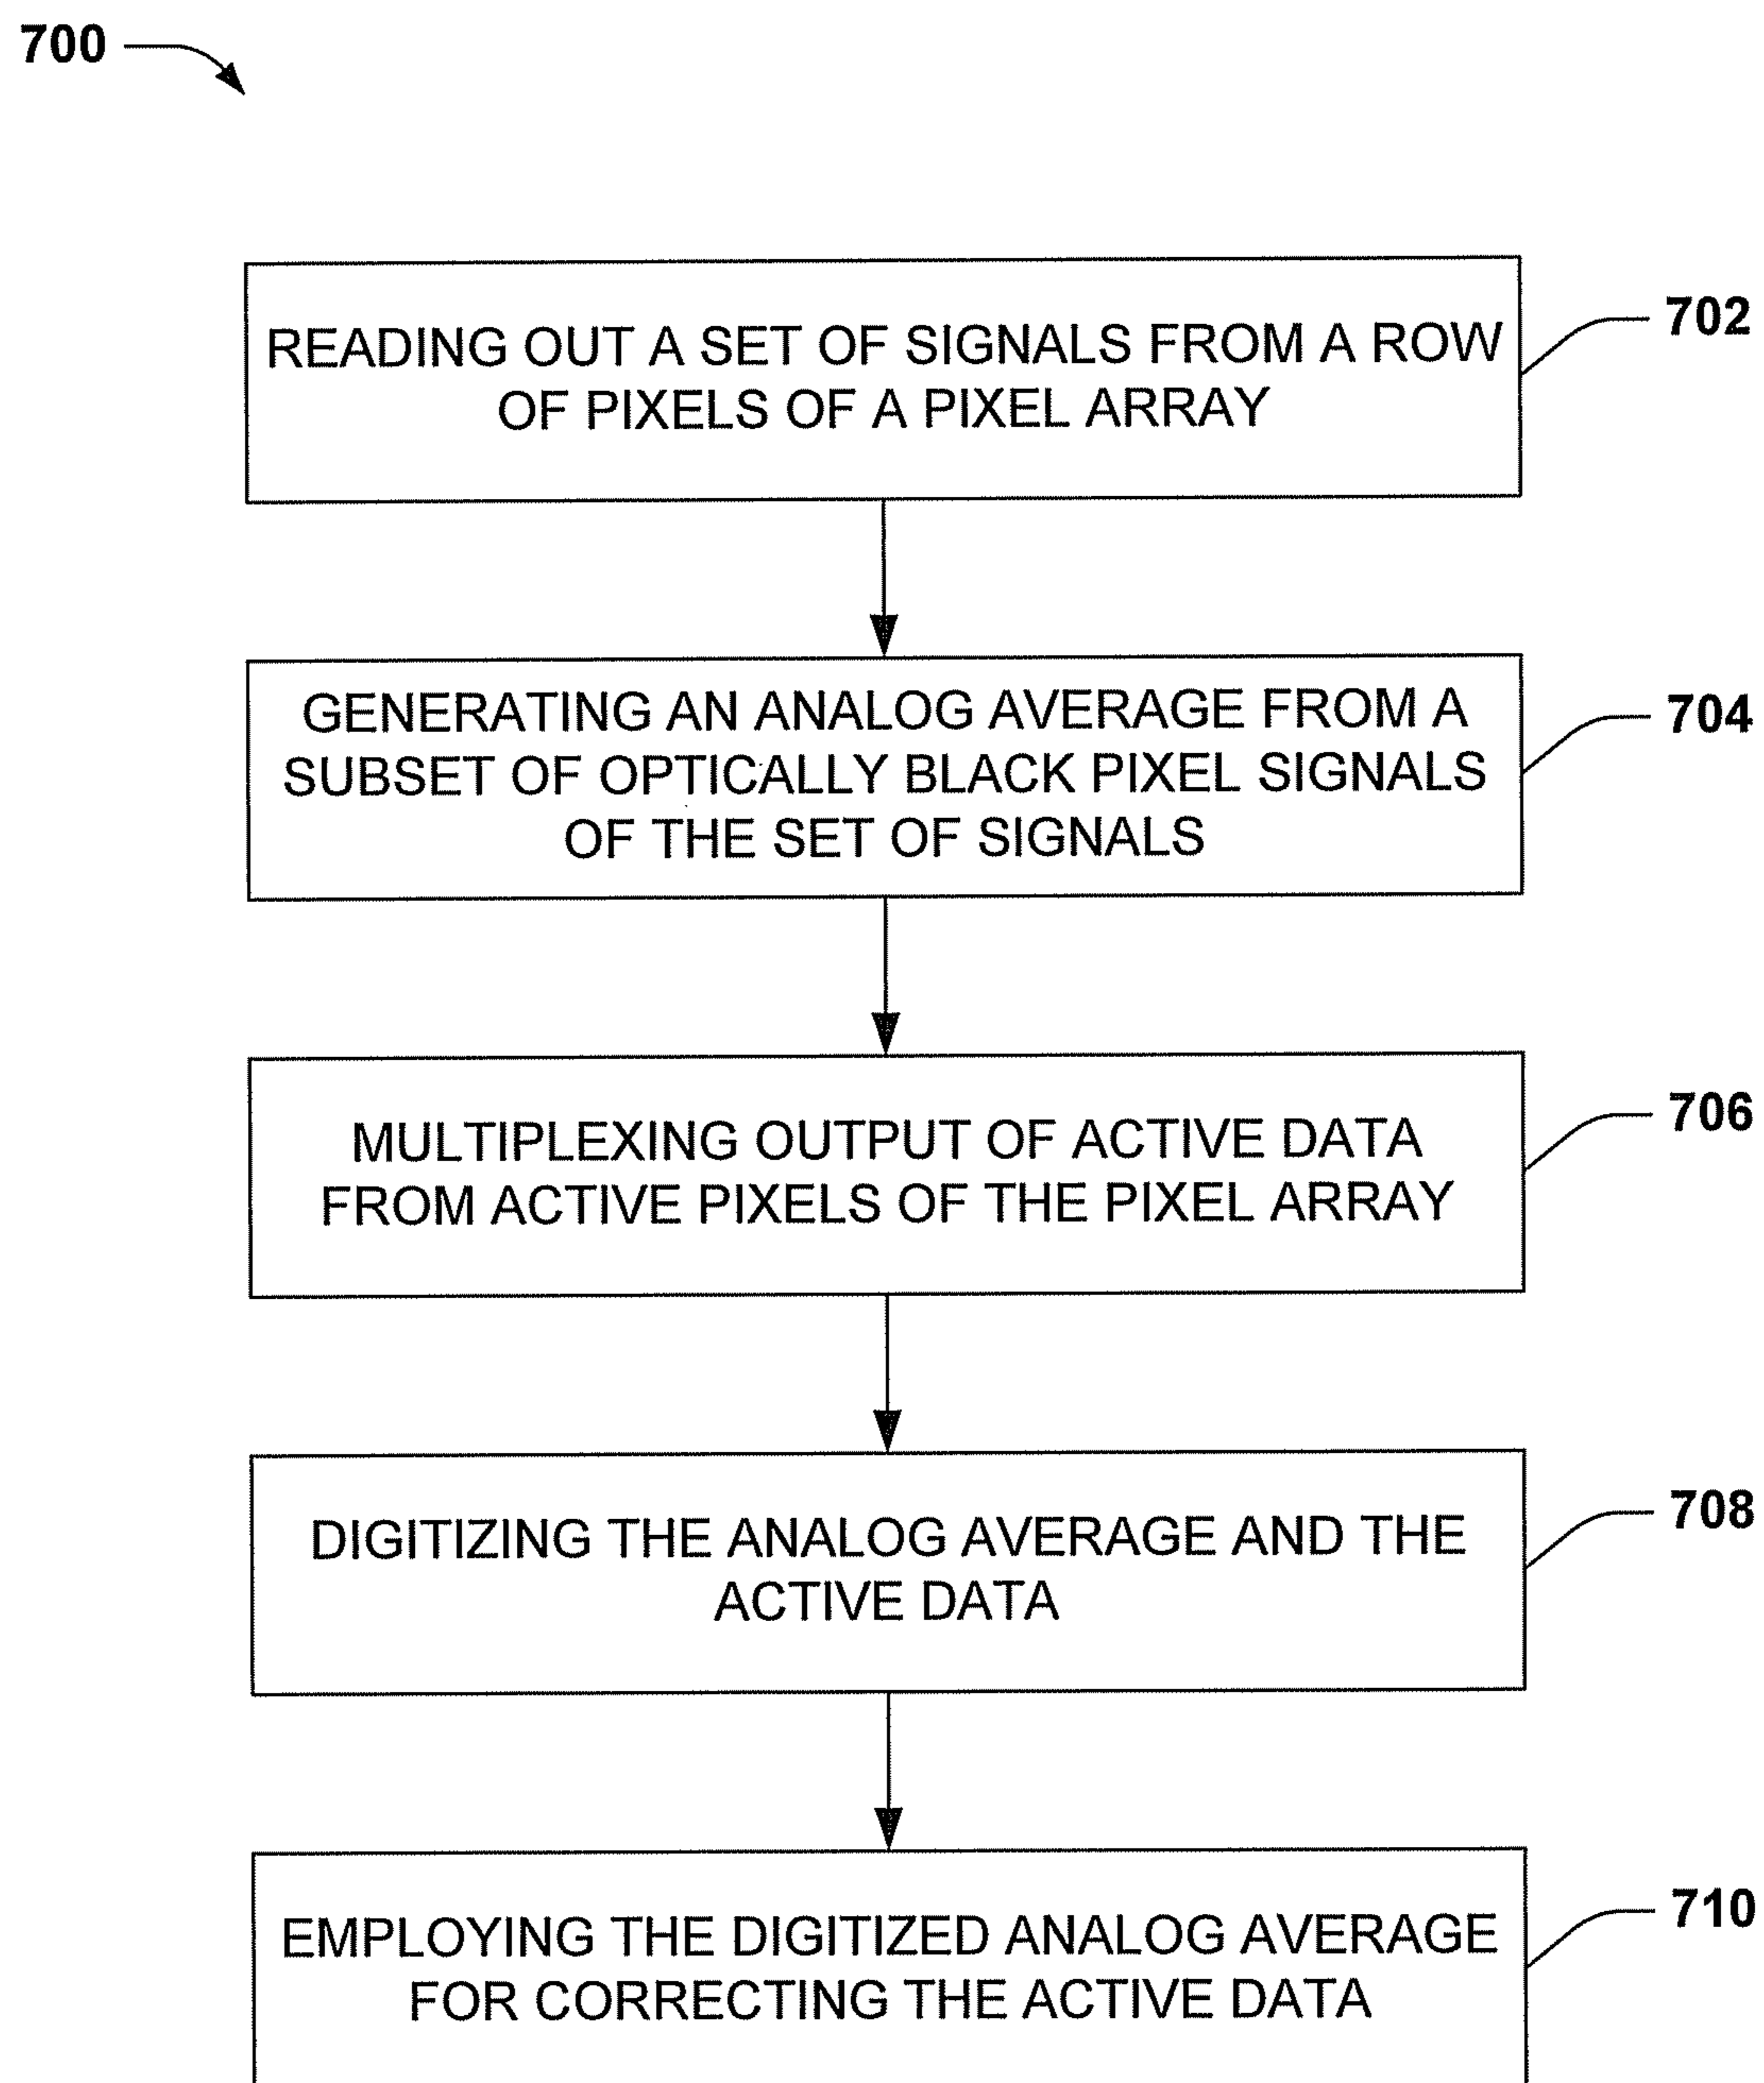 700
READING OUT A SET OF SIGNALS FROM A ROW
OF PIXELS OF A PIXEL ARRAY
702
GENERATING AN ANALOG AVERAGE FROM A
SUBSET OF OPTICALLY BLACK PIXEL SIGNALS
OF THE SET OF SIGNALS
704
MULTIPLEXING OUTPUT OF ACTIVE DATA
FROM ACTIVE PIXELS OF THE PIXEL ARRAY
706
DIGITIZING THE ANALOG AVERAGE AND THE
ACTIVE DATA
708
EMPLOYING THE DIGITIZED ANALOG AVERAGE
FOR CORRECTING THE ACTIVE DATA
710